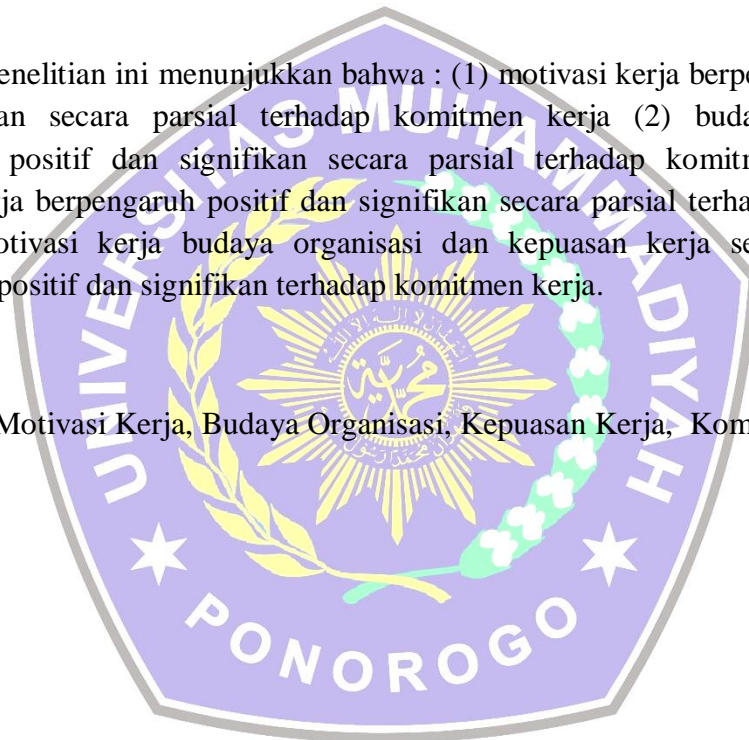 enelitian ini menunjukkan bahwa : (1) motivasi kerja berpe
an secara parsial terhadap komitmen kerja (2) buda
positif dan signifikan secara parsial terhadap komitm
ja berpengaruh positif dan signifikan secara parsial terha
otivasi kerja budaya organisasi dan kepuasan kerja se
positif dan signifikan terhadap komitmen kerja.
Motivasi Kerja, Budaya Organisasi, Kepuasan Kerja, Kom
UNIVERSITAS MUHAMMADIYAH
PONOROGO